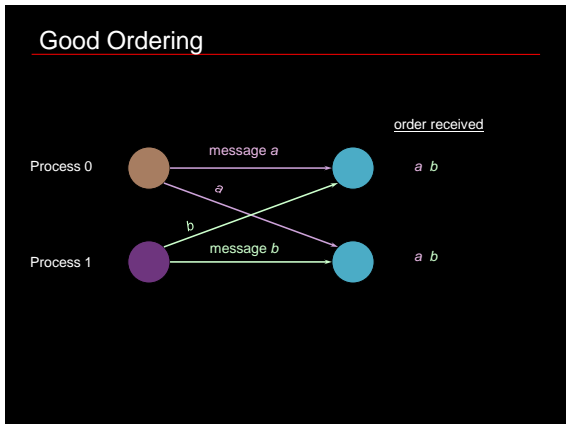 Good Ordering
order received
message a
Process 0
a b
a
b
message b
Process 1
a b